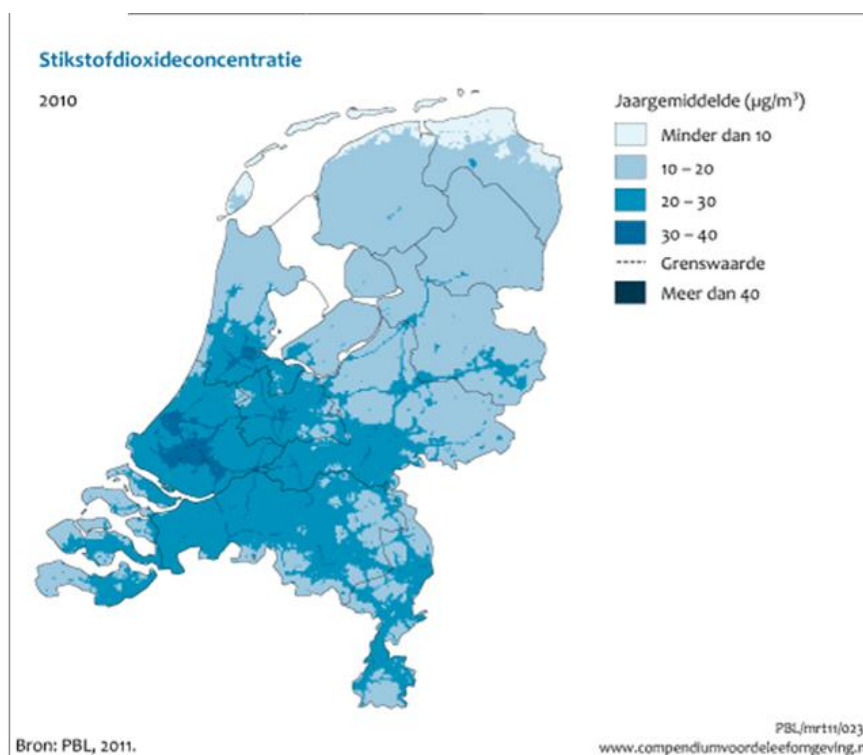 Stikstofdioxideconcentratie
2010
Jaargemiddelde (µg/m³)
Minder dan 10
10 – 20
20 – 30
30 – 40
Grenswaarde
Meer dan 40
PBL/mrt11/023
Bron: PBL, 2011.
www.compendiumvoordeleefomgeving.n